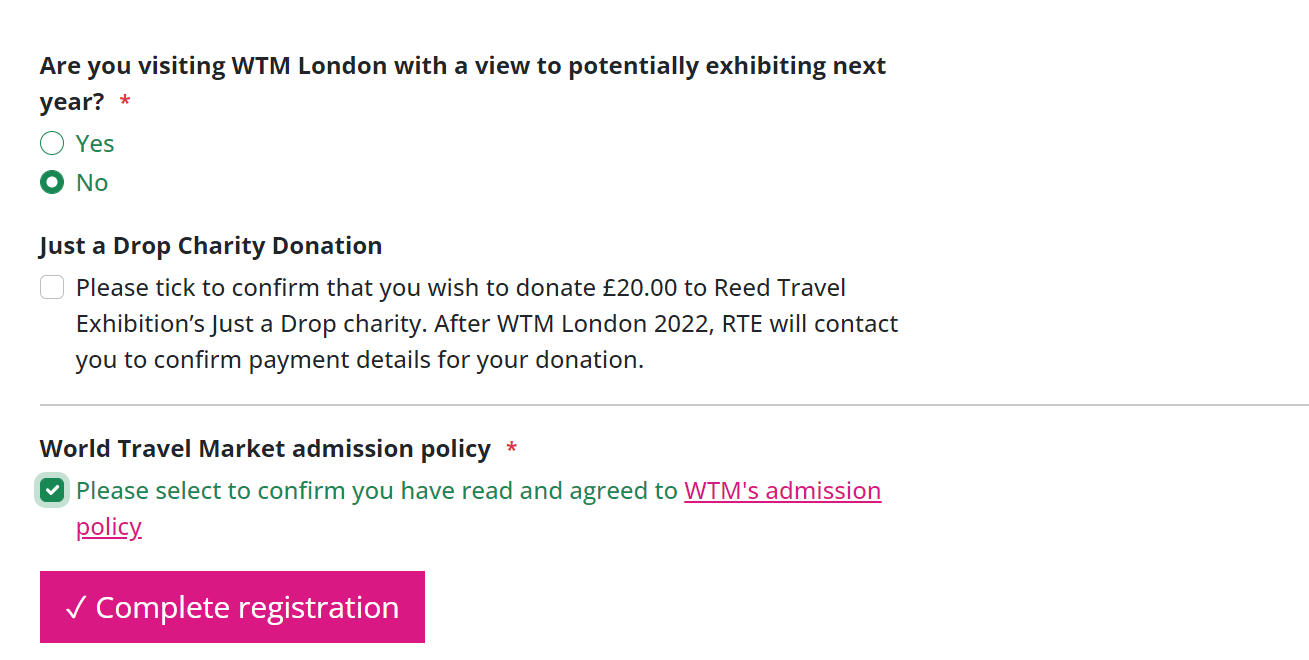 Are you visiting WTM London with a view to potentially exhibiting next
year? *
Yes
No
Just a Drop Charity Donation
Please tick to confirm that you wish to donate £20.00 to Reed Travel
Exhibition’s Just a Drop charity. After WTM London 2022, RTE will contact
you to confirm payment details for your donation.
World Travel Market admission policy *
Please select to confirm you have read and agreed to WTM's admission
policy
✓ Complete registration